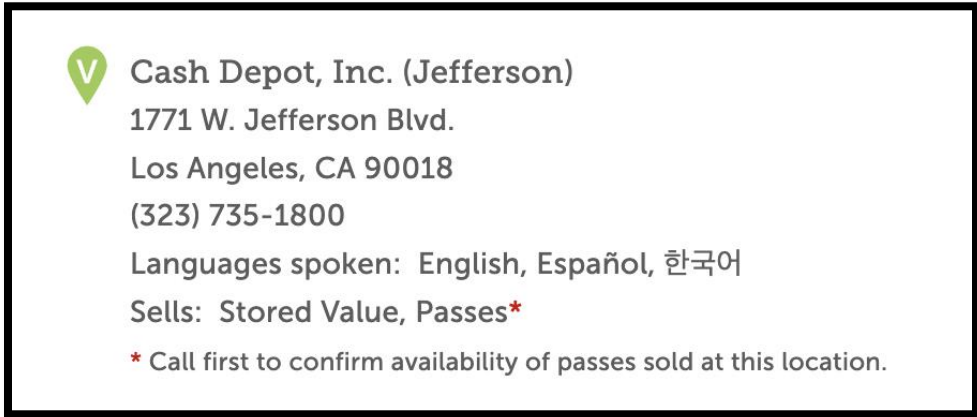 V
Cash Depot, Inc. (Jefferson)
1771 W. Jefferson Blvd.
Los Angeles, CA 90018
(323) 735-1800
Languages spoken: English, Español, 한국어
Sells: Stored Value, Passes*
* Call first to confirm availability of passes sold at this location.